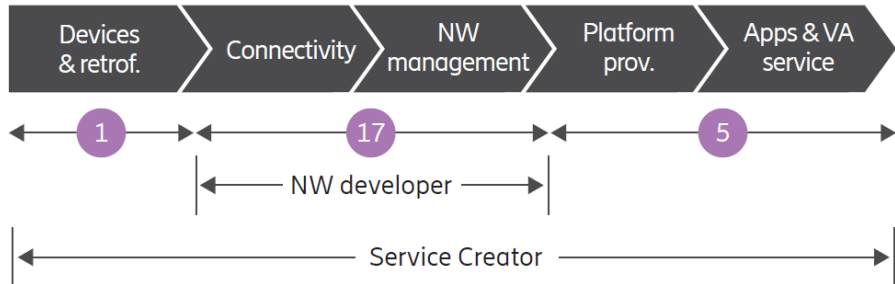 Devices
& retrof.
Connectivity
NW
management
Platform
prov.
Apps & VA
service
1
17
5
NW developer
Service Creator